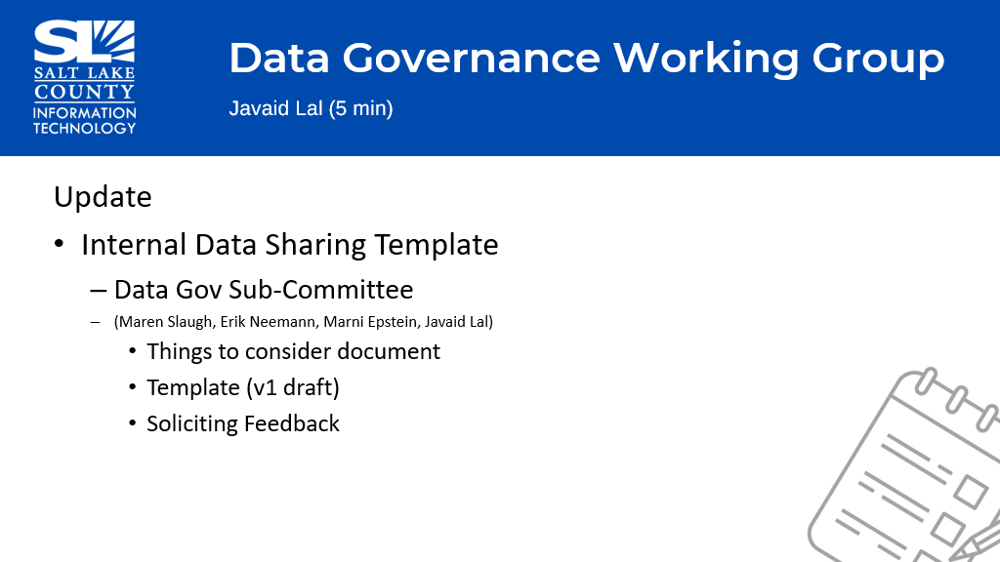 SL
SALT LAKE
COUNTY
INFORMATION
TECHNOLOGY
Data Governance Working Group
Javaid Lal (5 min)
Update
• Internal Data Sharing Template
– Data Gov Sub-Committee
– (Maren Slaugh, Erik Neemann, Marni Epstein, Javaid Lal)
• Things to consider document
• Template (v1 draft)
• Soliciting Feedback